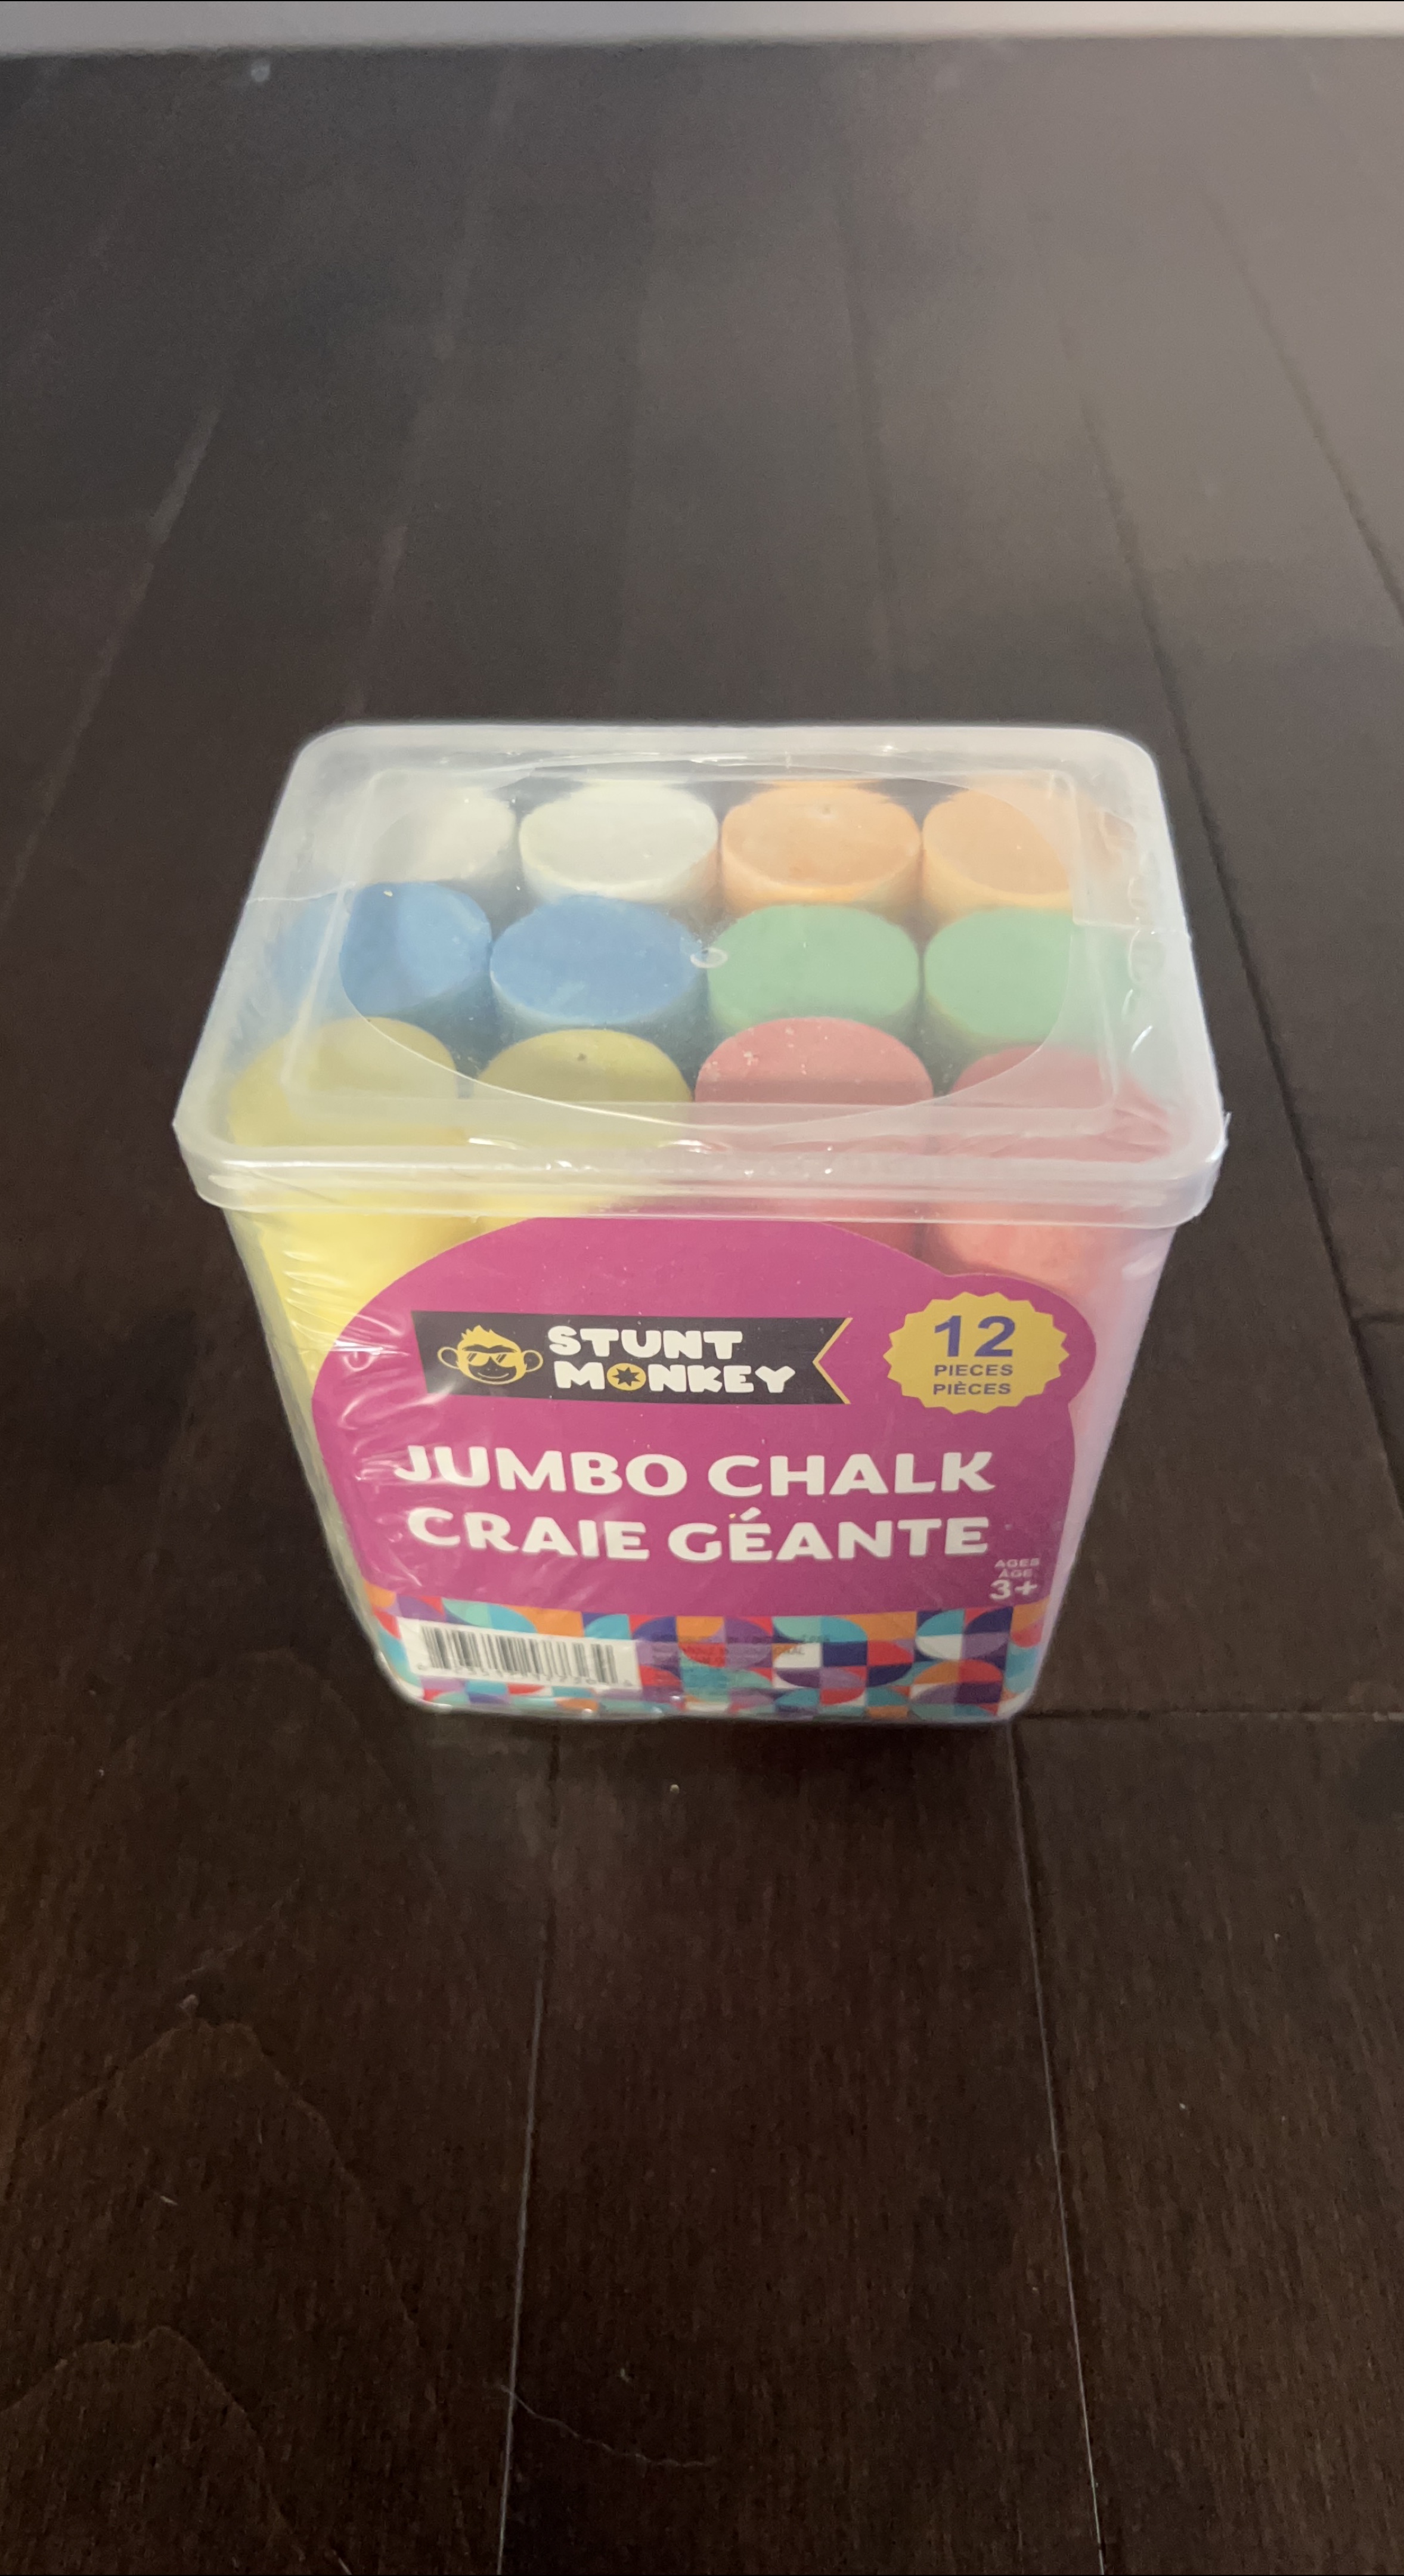 STUNT
MONKEY
12
PIECES
PIÈCES
JUMBO CHALK
CRAIE GÉANTE
AGES
ÂGE
3+